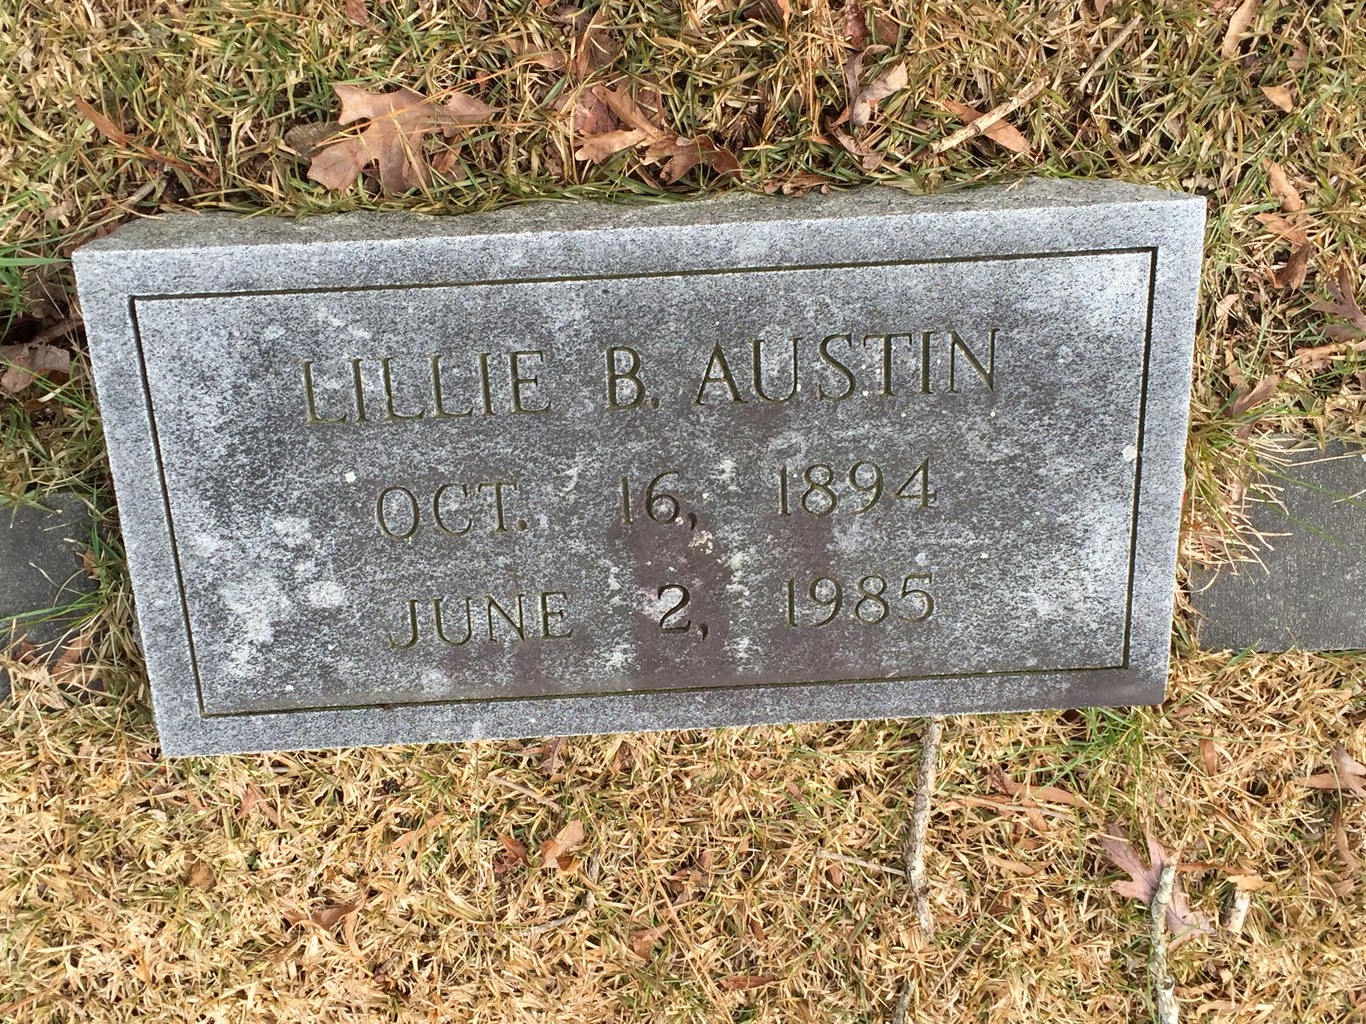 LILLIE B. AUSTIN
OCT. 16, 1894
JUNE 2, 1985